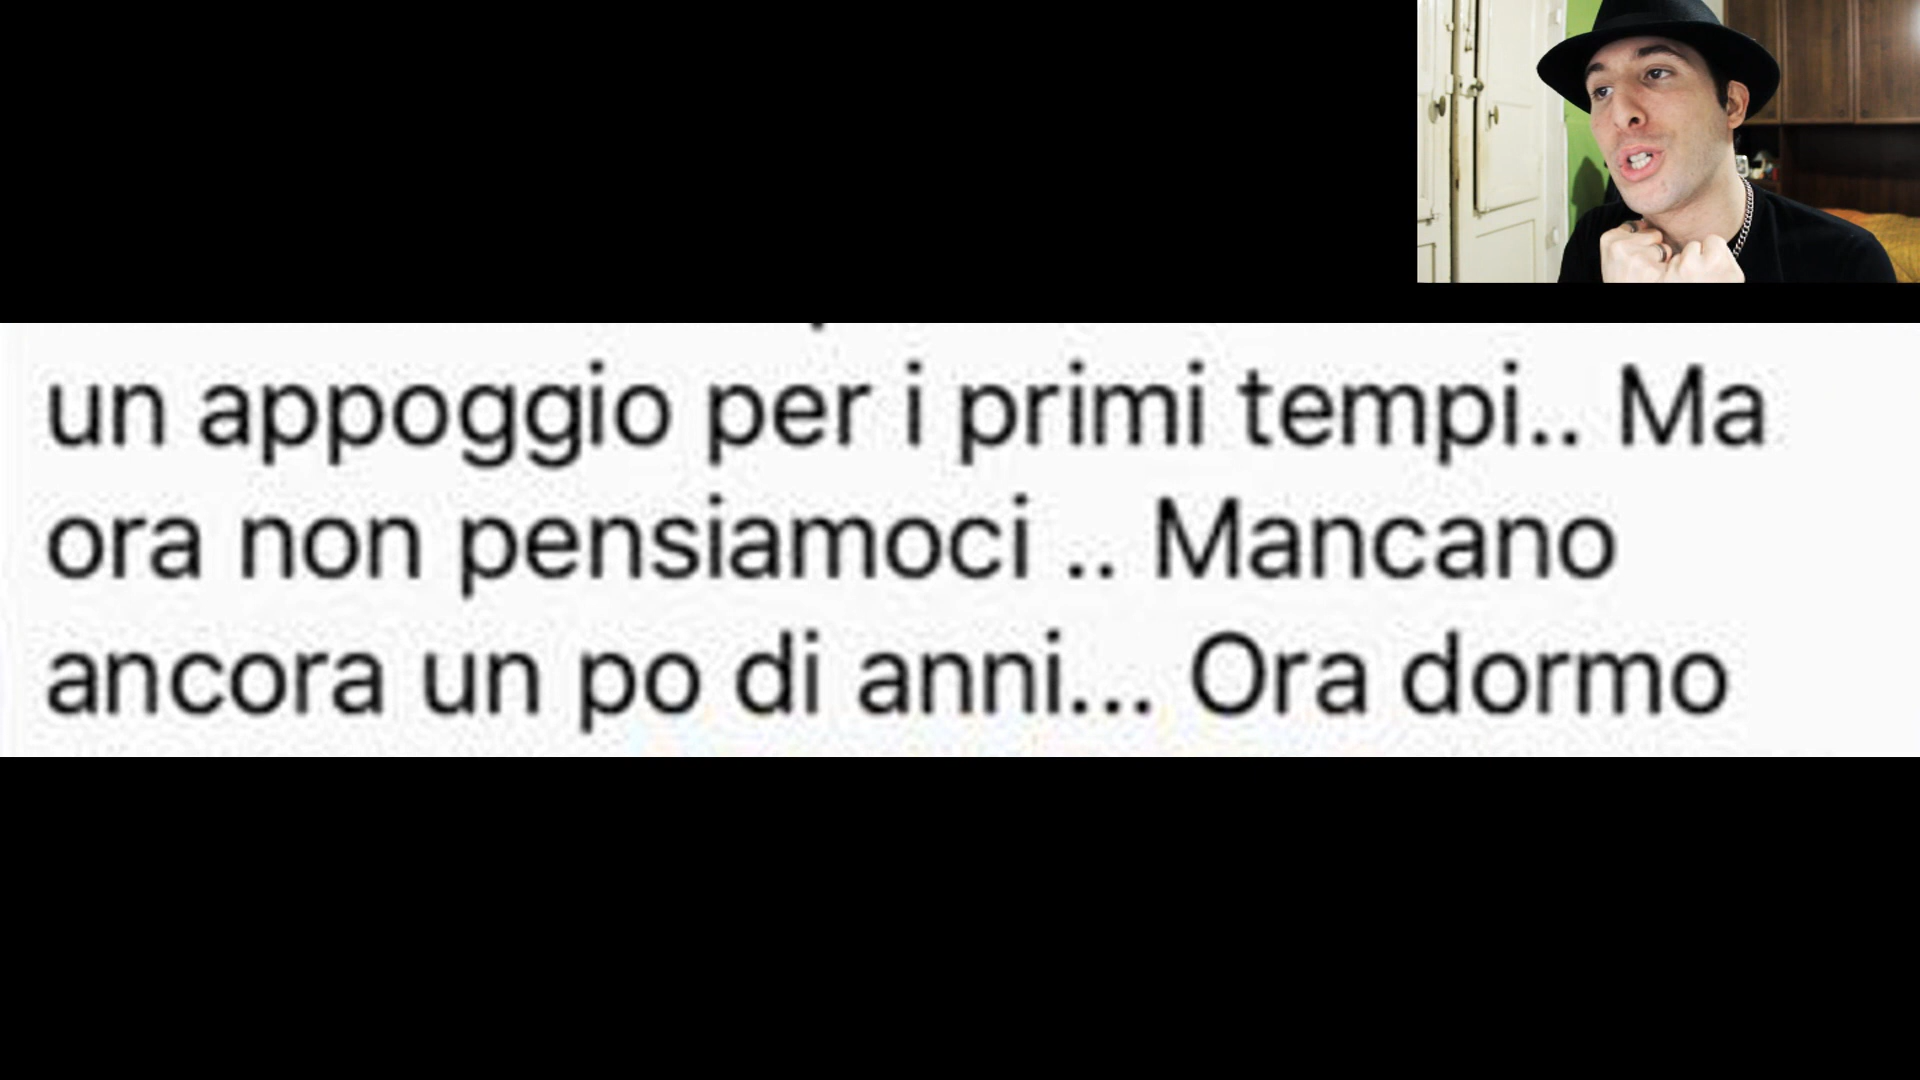 un appoggio per i primi tempi.. Ma
ora non pensiamoci .. Mancano
ancora un po di anni... Ora dormo